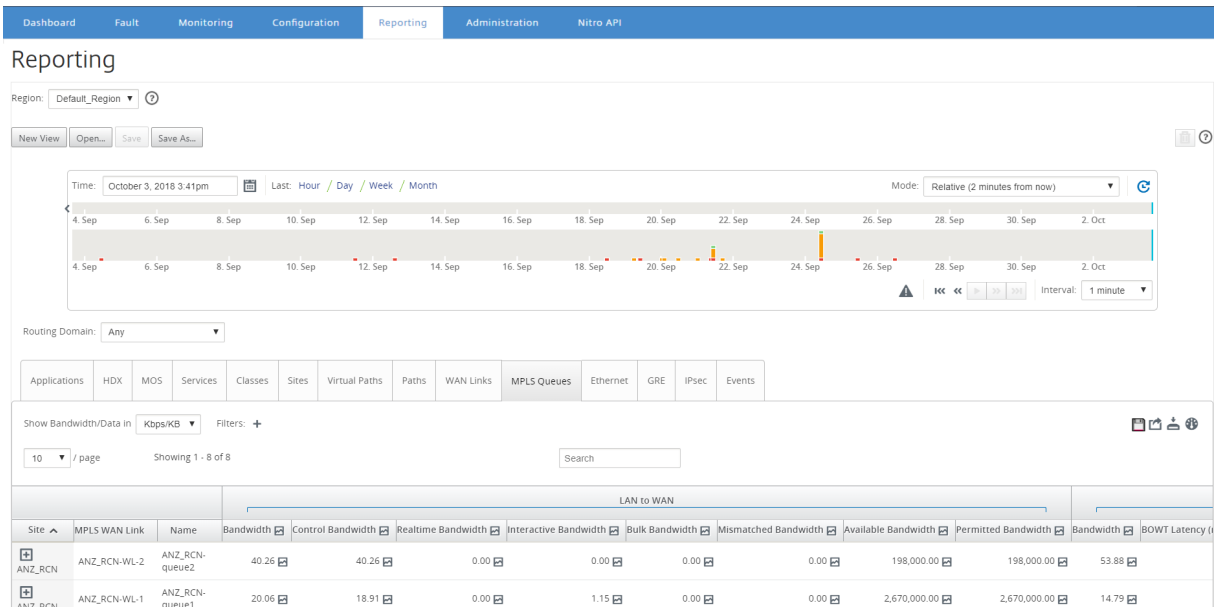 Dashboard Fault Monitoring Configuration Reporting Administration Nitro API
Reporting
Region: Default_Region
New View Open... Save Save As...
Time: October 3, 2018 3:41pm Last: Hour / Day / Week / Month Mode: Relative (2 minutes from now)
4. Sep 6. Sep 8. Sep 10. Sep 12. Sep 14. Sep 16. Sep 18. Sep 20. Sep 22. Sep 24. Sep 26. Sep 28. Sep 30. Sep 2. Oct
4. Sep 6. Sep 8. Sep 10. Sep 12. Sep 14. Sep 16. Sep 18. Sep 20. Sep 22. Sep 24. Sep 26. Sep 28. Sep 30. Sep 2. Oct
Interval: 1 minute
Routing Domain: Any
Applications HDX MOS Services Classes Sites Virtual Paths Paths WAN Links MPLS Queues Ethernet GRE IPsec Events
Show Bandwidth/Data in Kbps/KB Filters: +
10 / page Showing 1 - 8 of 8 Search
LAN to WAN
Site MPLS WAN Link Name Bandwidth Control Bandwidth Realtime Bandwidth Interactive Bandwidth Bulk Bandwidth Mismatched Bandwidth Available Bandwidth Permitted Bandwidth Bandwidth BOWT Latency
ANZ_RCN ANZ_RCN-WL-2 ANZ_RCN-queue2 40.26 40.26 0.00 0.00 0.00 0.00 198,000.00 198,000.00 53.88
ANZ_RCN ANZ_RCN-WL-1 ANZ_RCN-queue1 20.06 18.91 0.00 1.15 0.00 0.00 2,670,000.00 2,670,000.00 14.79